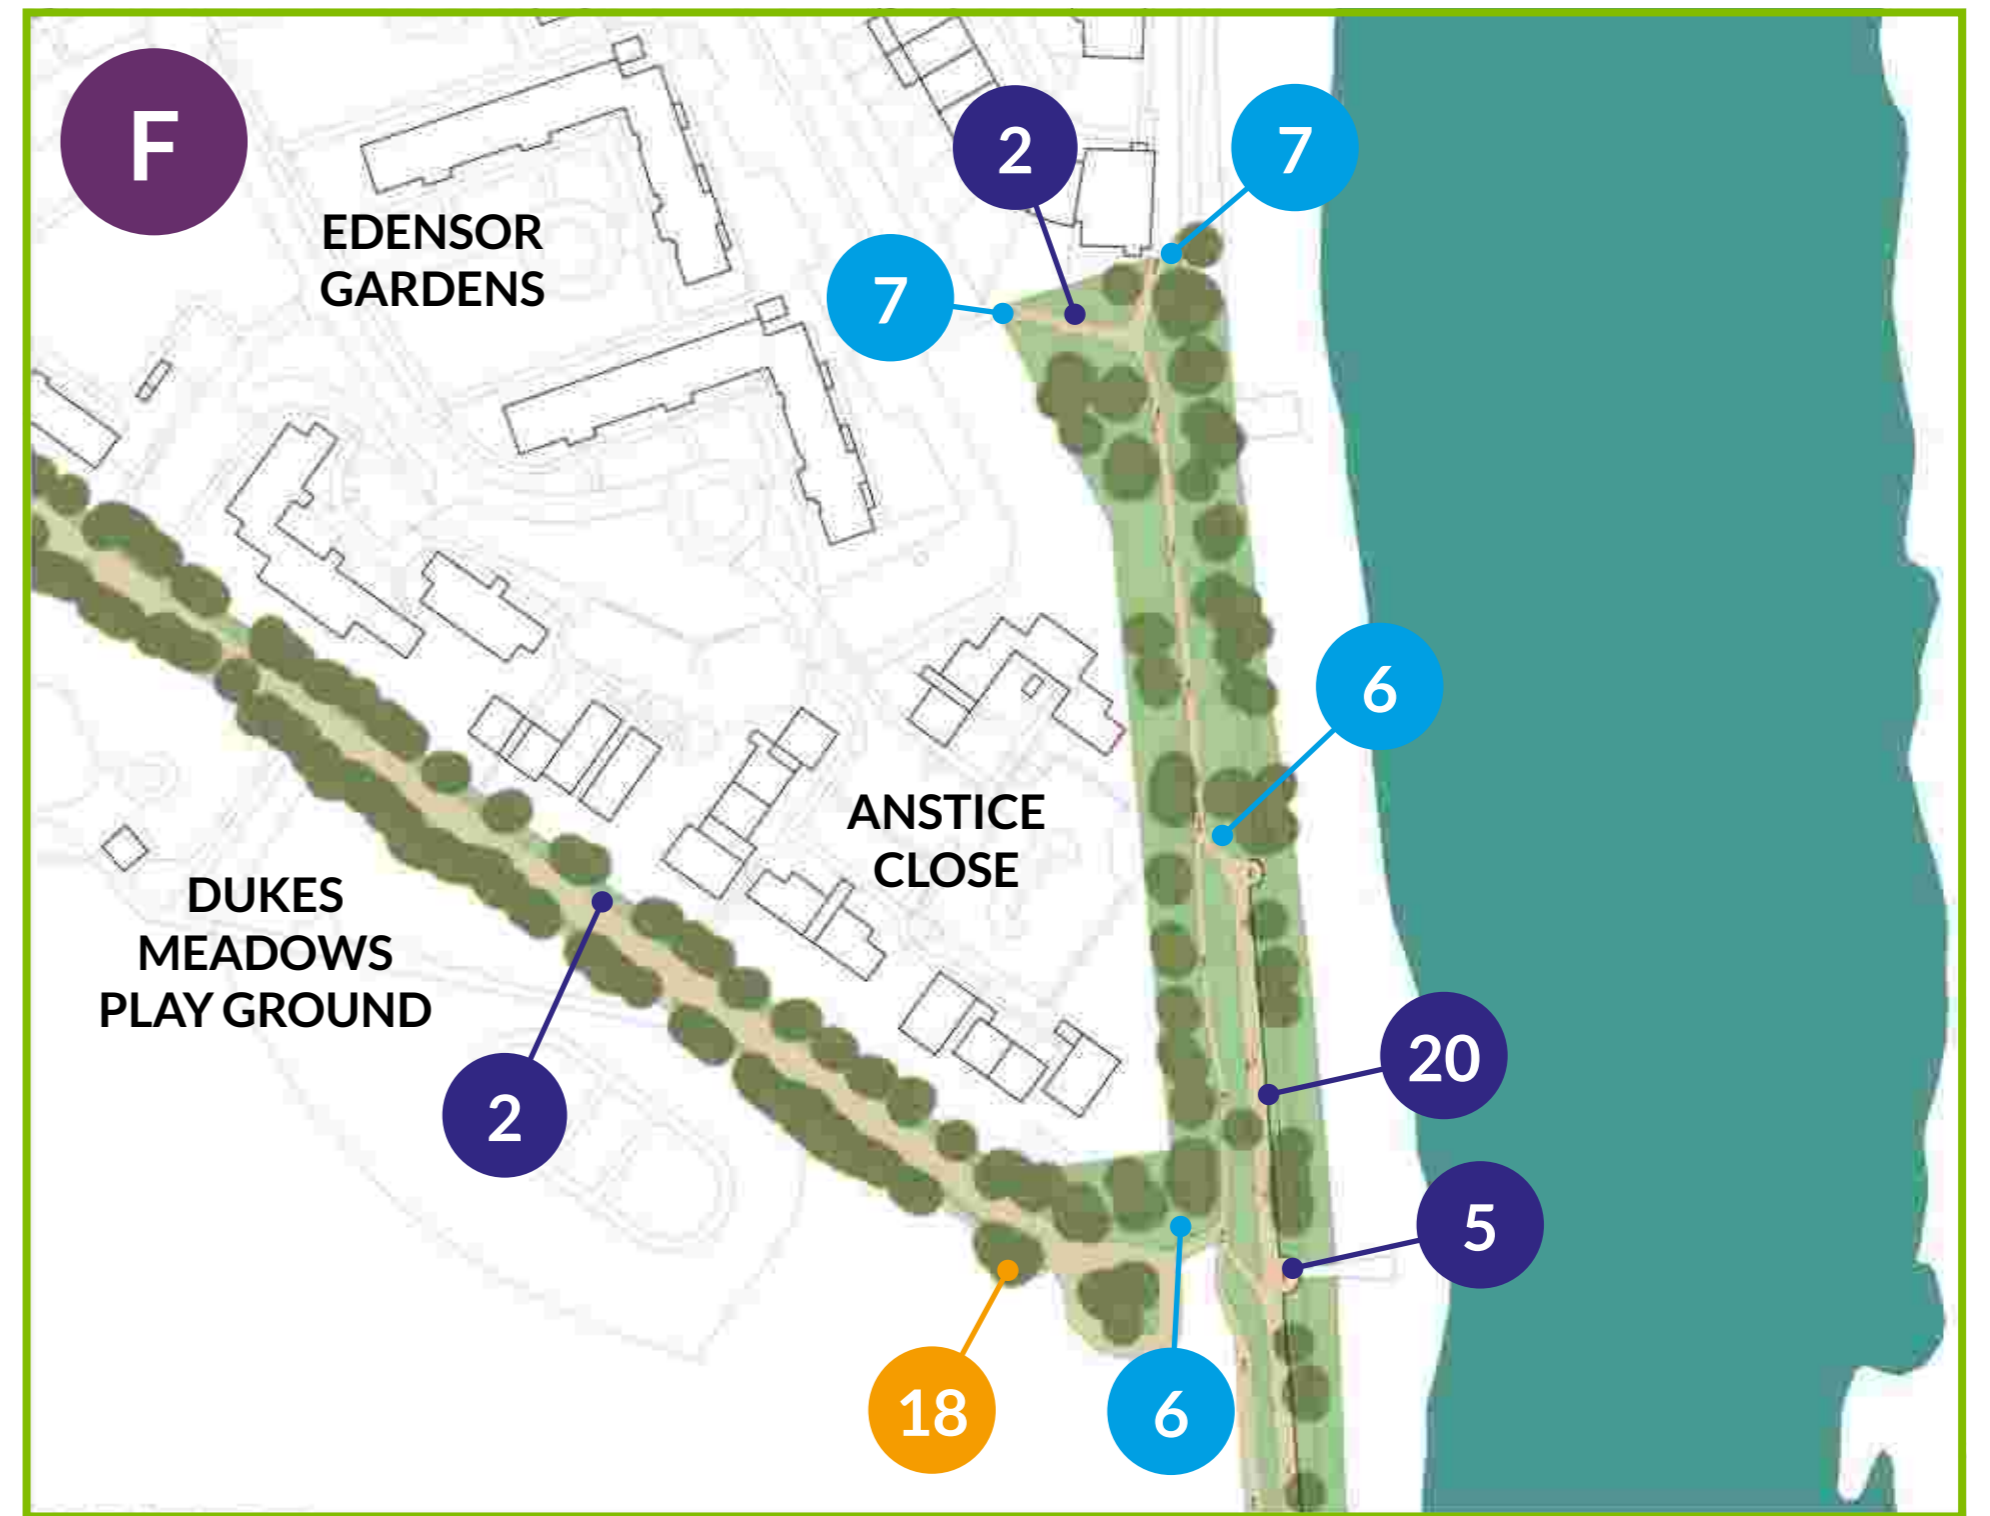 F
2
7
EDENSOR
GARDENS
7
6
ANSTICE
CLOSE
DUKES
MEADOWS
PLAY GROUND
20
2
5
18
6